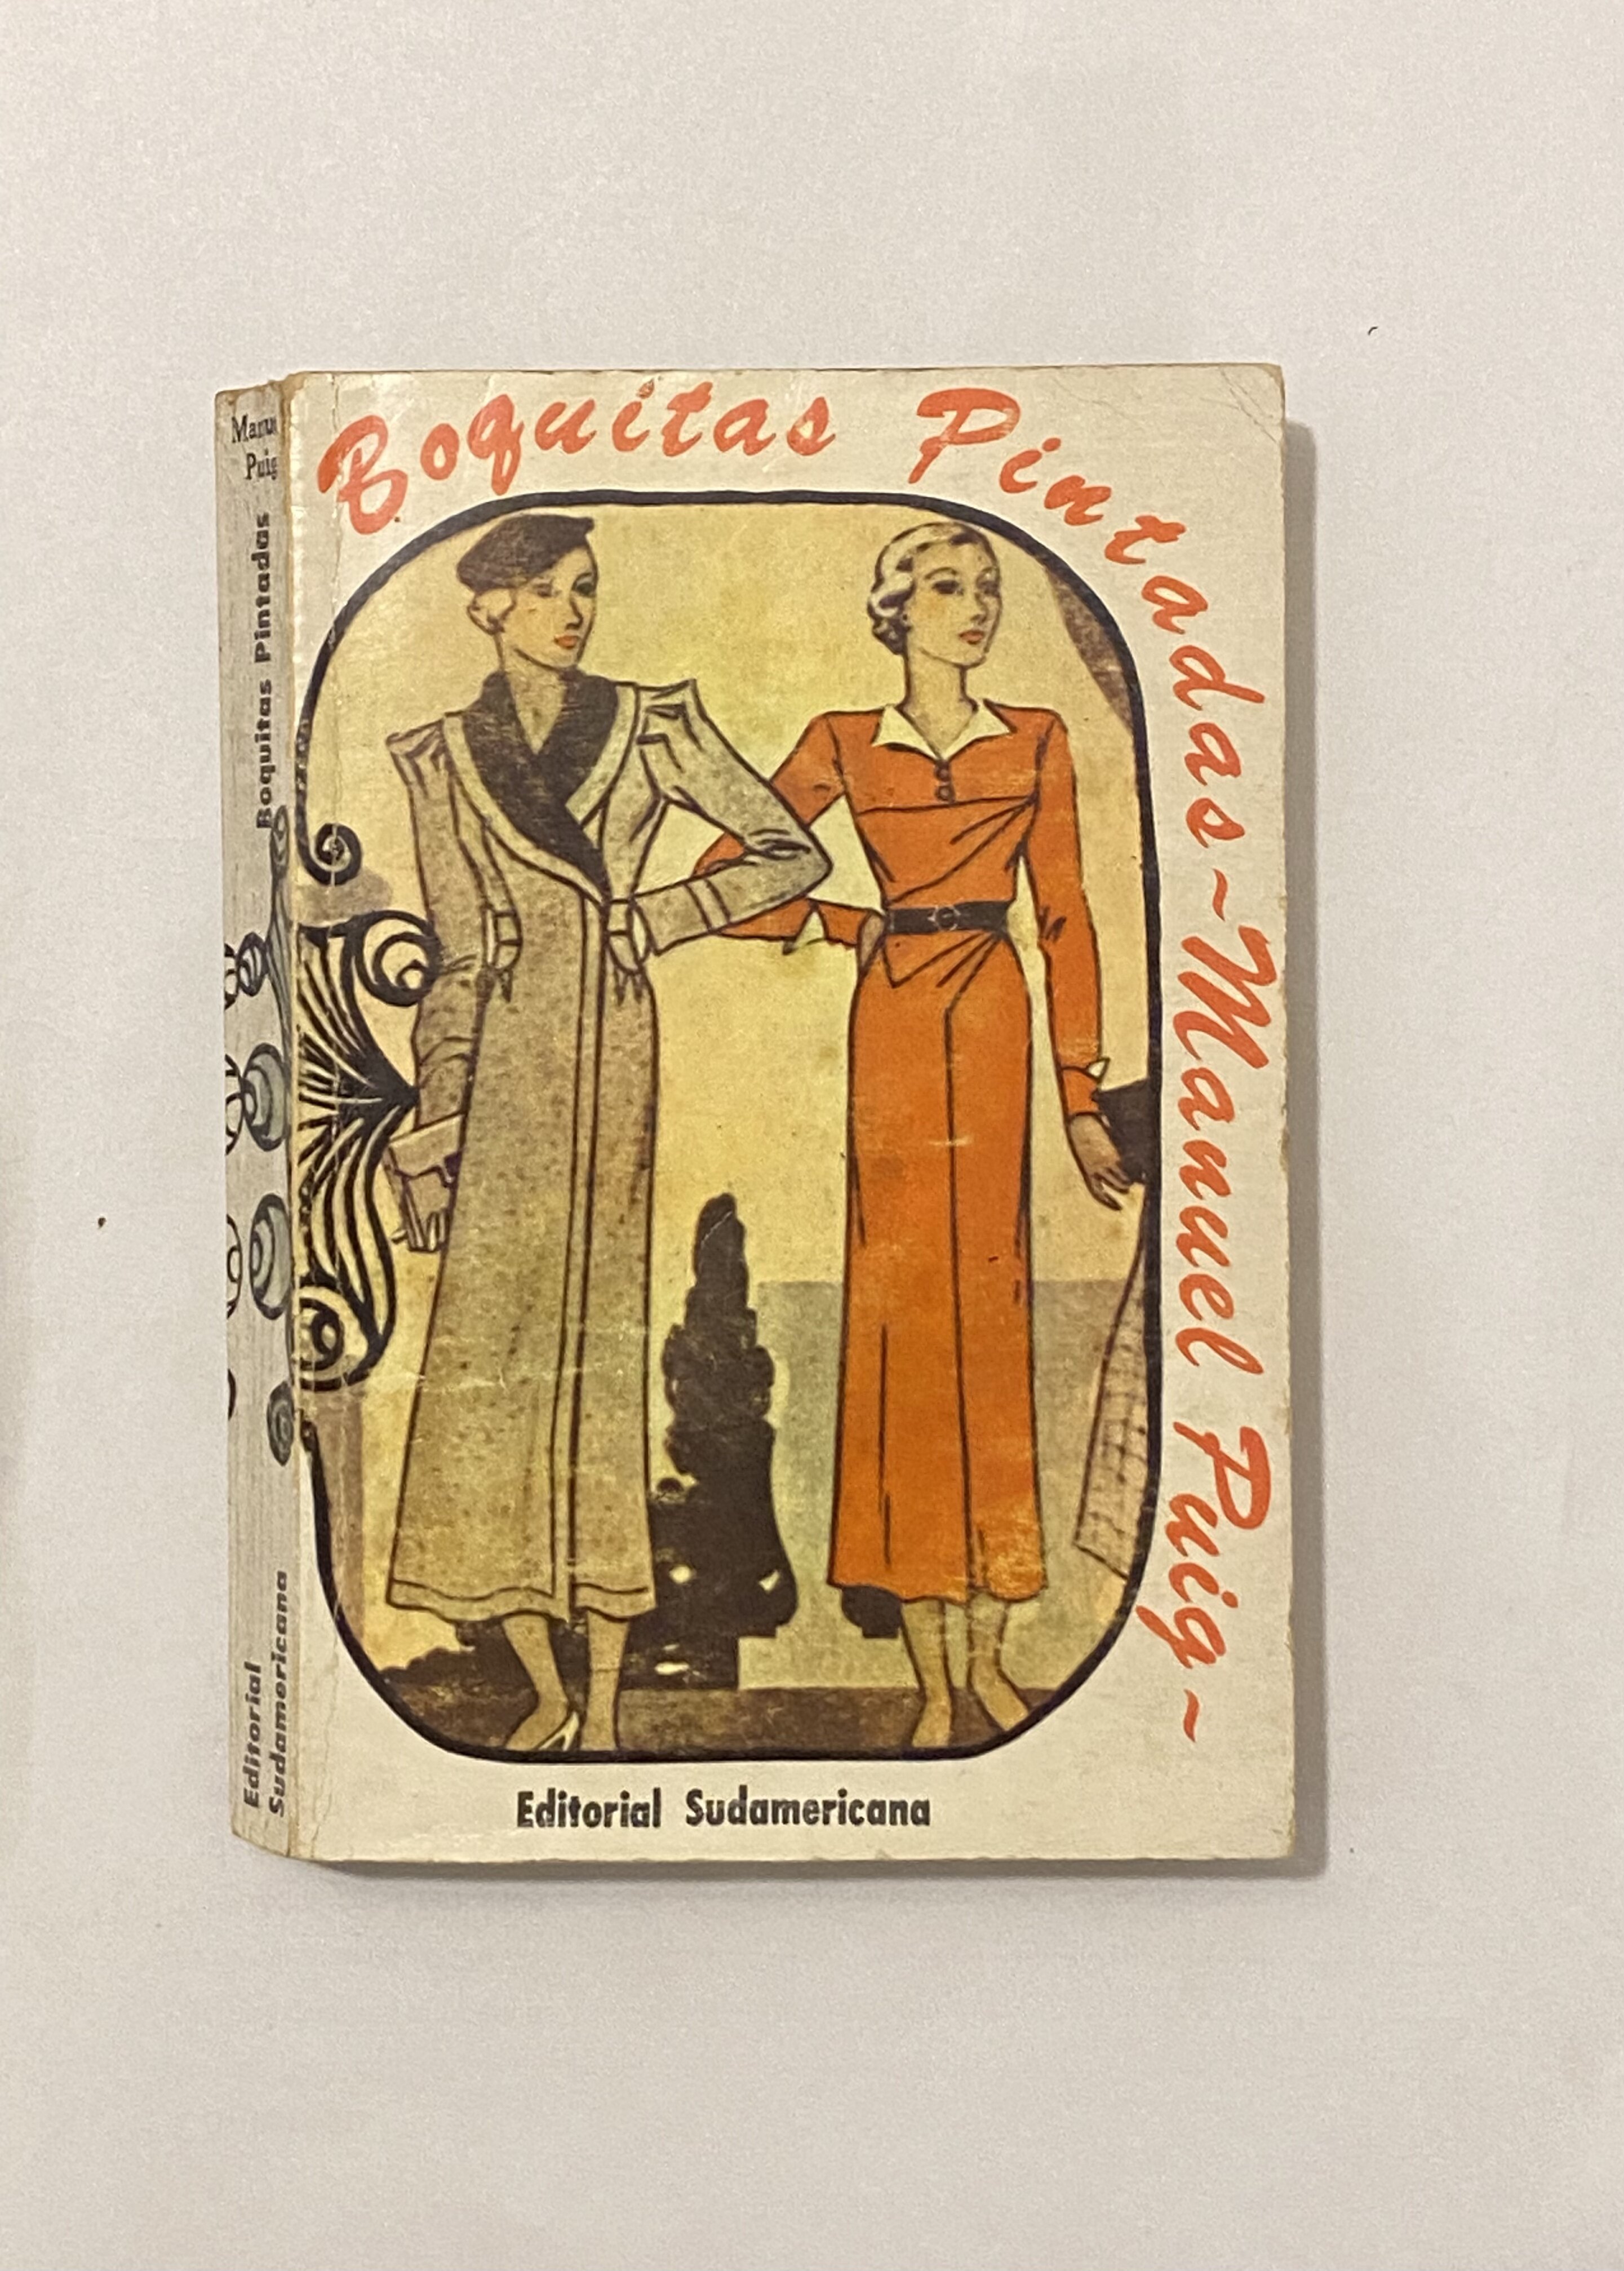 Boquitas Pintadas ~ Manuel Puig ~
Editorial Sudamericana
Manuel
Puig
Boquitas Pintadas
Editorial
Sudamericana